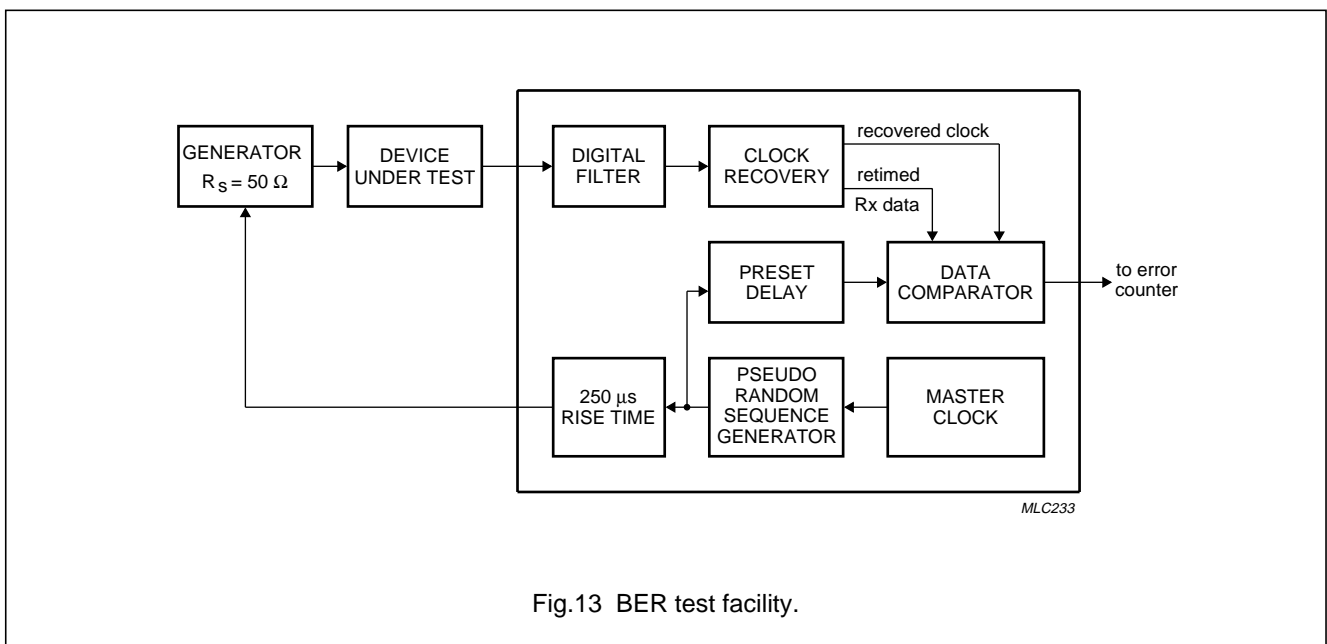 GENERATOR
RS = 50 Ω
DEVICE
UNDER TEST
DIGITAL
FILTER
CLOCK
RECOVERY
recovered clock
retimed
Rx data
PRESET
DELAY
DATA
COMPARATOR
to error
counter
250 μs
RISE TIME
PSEUDO
RANDOM
SEQUENCE
GENERATOR
MASTER
CLOCK
MLC233
Fig.13 BER test facility.